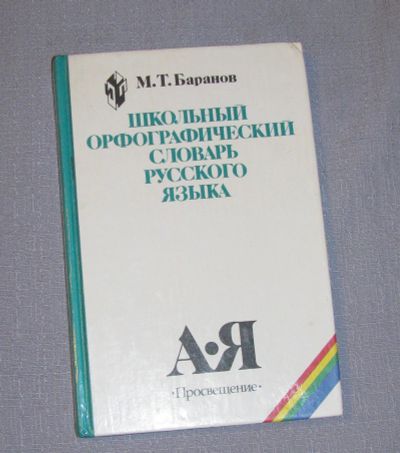 М.Т. Баранов
ШКОЛЬНЫЙ
ОРФОГРАФИЧЕСКИЙ
СЛОВАРЬ
РУССКОГО
ЯЗЫКА
А•Я
·Просвещение·